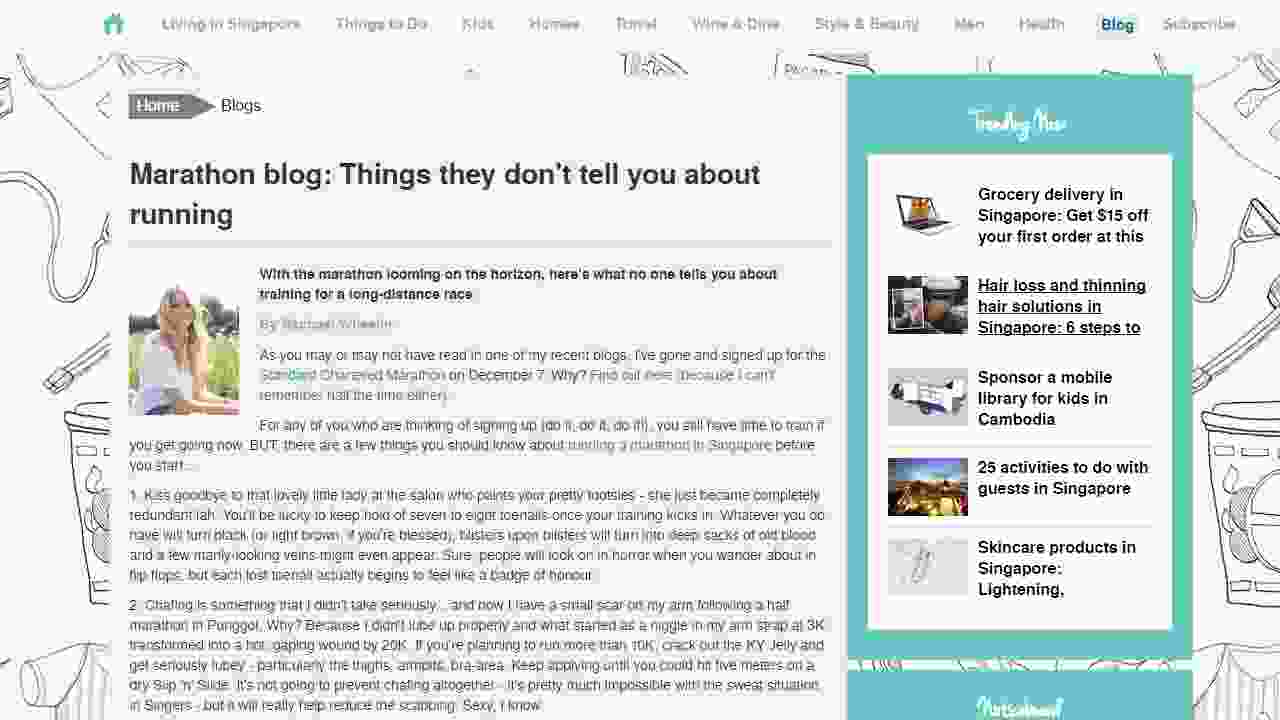 Living in Singapore Things to Do Kids Homes Travel Wine & Dine Style & Beauty Men Health Blog Subscribe
Home Blogs
Marathon blog: Things they don't tell you about
running
With the marathon looming on the horizon, here's what no one tells you about
training for a long-distance race
By Rachael Wheeler
As you may or may not have read in one of my recent blogs, I've gone and signed up for the
Standard Chartered Marathon on December 7. Why? Find out here (because I can't
remember half the time either).
For any of you who are thinking of signing up (do it, do it, do it!), you still have time to train if
you get going now. BUT, there are a few things you should know about running a marathon in Singapore before
you start...
1. Kiss goodbye to that lovely little lady at the salon who paints your pretty tootsies - she just became completely
redundant lah. You'll be lucky to keep hold of seven to eight toenails once your training kicks in. Whatever you do
have will turn black (or light brown, if you're blessed), blisters upon blisters will turn into deep sacks of old blood
and a few manly-looking veins might even appear. Sure, people will look on in horror when you wander about in
flip flops, but each lost toenail actually begins to feel like a badge of honour.
2. Chafing is something that I didn't take seriously... and now I have a small scar on my arm following a half
marathon in Punggol. Why? Because I didn't lube up properly and what started as a niggle in my arm strap at 3K
transformed into a hot, gaping wound by 20K. If you're planning to run more than 10K, crack out the KY Jelly and
get seriously lubey - particularly the thighs, armpits, bra-area. Keep applying until you could hit five meters on a
dry Slip 'n' Slide. It's not going to prevent chafing altogether - it's pretty much impossible with the sweat situation
in Singers - but it will really help reduce the scabbing. Sexy, I know.
Trending Now
Grocery delivery in
Singapore: Get $15 off
your first order at this
Hair loss and thinning
hair solutions in
Singapore: 6 steps to
Sponsor a mobile
library for kids in
Cambodia
25 activities to do with
guests in Singapore
Skincare products in
Singapore:
Lightening,